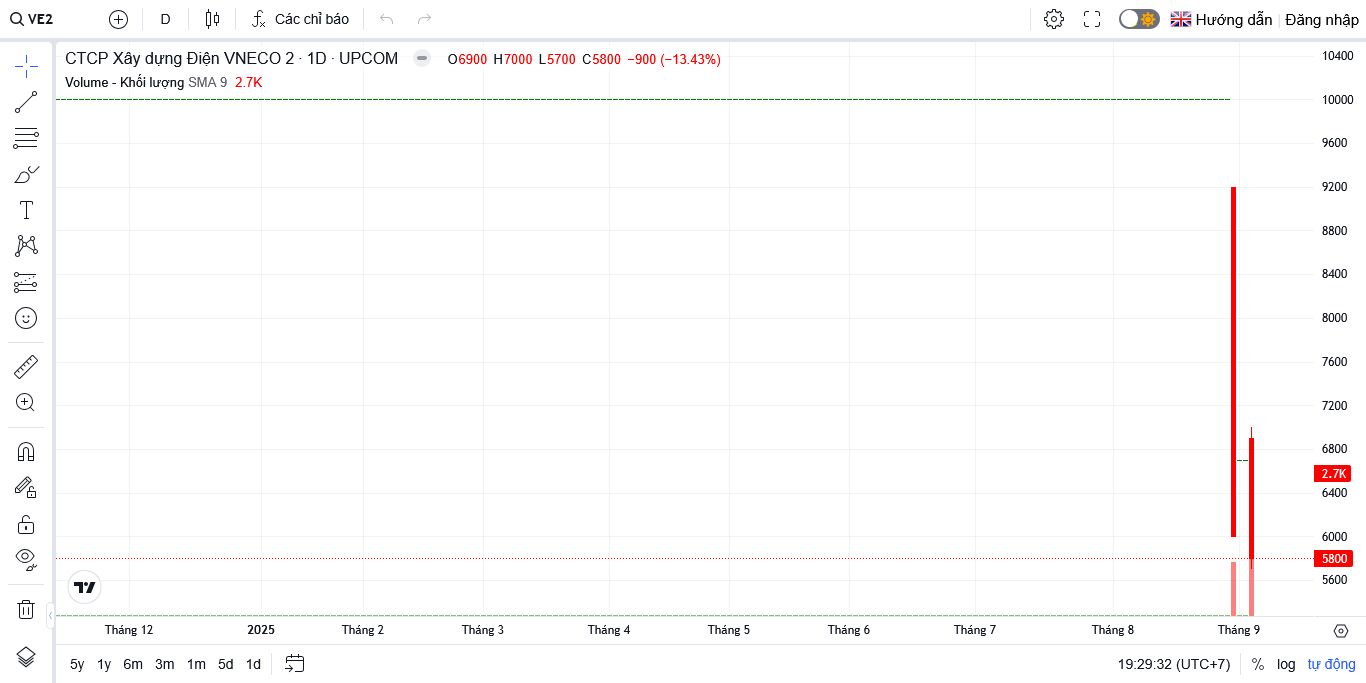 VE2 D Các chỉ báo Hướng dẫn Đăng nhập
CTCP Xây dựng Điện VNECO 2 · 1D · UPCOM O6900 H7000 L5700 C5800 −900 (−13.43%)
Volume - Khối lượng SMA 9 2.7K
10400
10000
9600
9200
8800
8400
8000
7600
7200
6800
2.7K
6400
6000
5800
5600
Tháng 12 2025 Tháng 2 Tháng 3 Tháng 4 Tháng 5 Tháng 6 Tháng 7 Tháng 8 Tháng 9
5y 1y 6m 3m 1m 5d 1d 19:29:32 (UTC+7) % log tự động